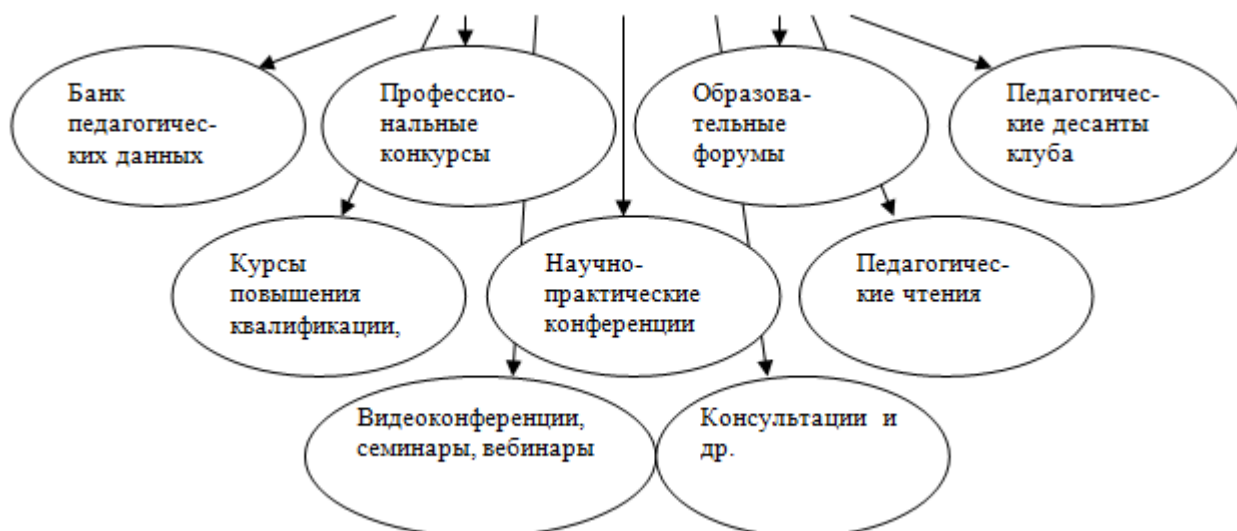 Банк
педагогичес-
ких данных
Профессио-
нальные
конкурсы
Образова-
тельные
форумы
Педагогичес-
кие десанты
клуба
Курсы
повышения
квалификации,
Научно-
практические
конференции
Педагогичес-
кие чтения
Видеоконференции,
семинары, вебинары
Консультации и
др.